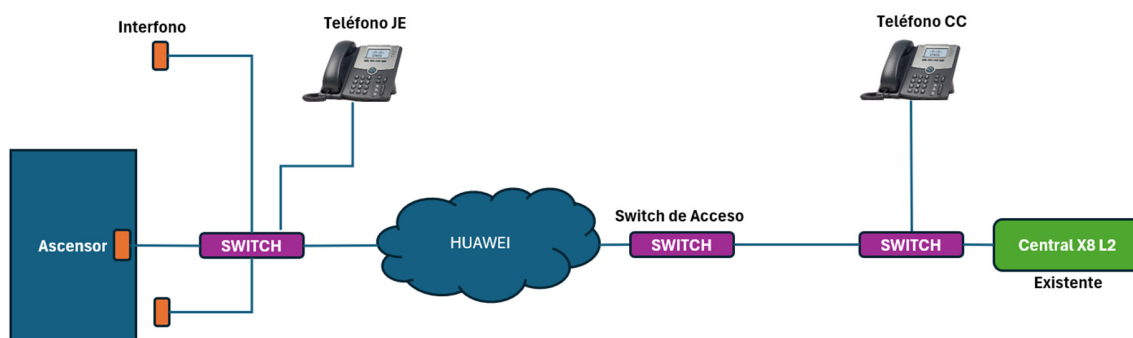 Interfono
Teléfono JE
Teléfono CC
Ascensor
SWITCH
HUAWEI
Switch de Acceso
SWITCH
SWITCH
Central X8 L2
Existente